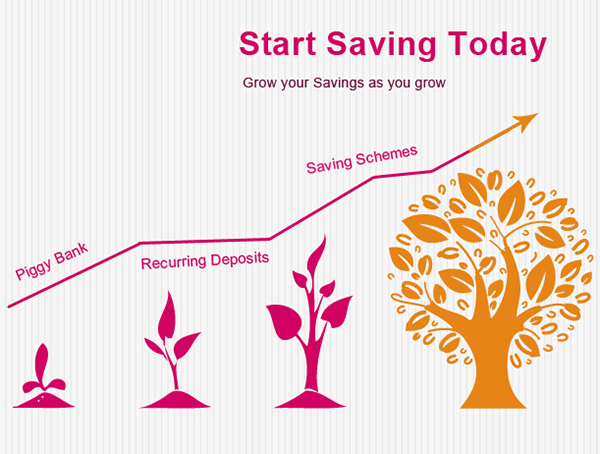 Start Saving Today
Grow your Savings as you grow
Saving Schemes
Piggy Bank
Recurring Deposits